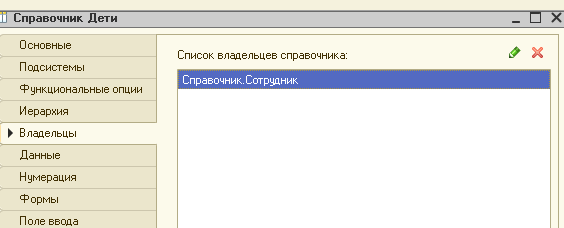 Справочник Дети
Основные
Подсистемы
Функциональные опции
Иерархия
Владельцы
Данные
Нумерация
Формы
Поле ввода
Список владельцев справочника:
Справочник.Сотрудник